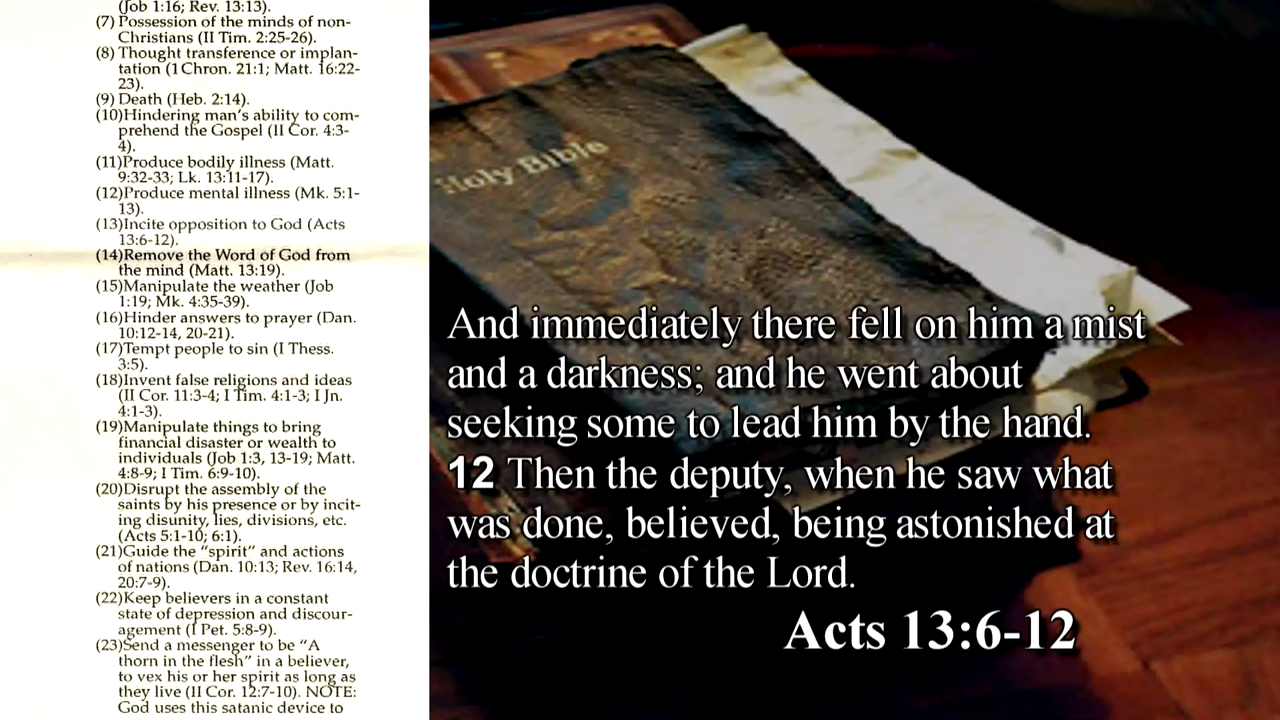 (Job 1:16; Rev. 13:13).
(7) Possession of the minds of non-
Christians (II Tim. 2:25-26).
(8) Thought transference or implan-
tation (1 Chron. 21:1; Matt. 16:22-
23).
(9) Death (Heb. 2:14).
(10)Hindering man's ability to com-
prehend the Gospel (II Cor. 4:3-
4).
(11)Produce bodily illness (Matt.
9:32-33; Lk. 13:11-17).
(12)Produce mental illness (Mk. 5:1-
13).
(13)Incite opposition to God (Acts
13:6-12).
(14)Remove the Word of God from
the mind (Matt. 13:19).
(15)Manipulate the weather (Job
1:19; Mk. 4:35-39).
(16)Hinder answers to prayer (Dan.
10:12-14, 20-21).
(17)Tempt people to sin (I Thess.
3:5).
(18)Invent false religions and ideas
(II Cor. 11:3-4; I Tim. 4:1-3; I Jn.
4:1-3).
(19)Manipulate things to bring
financial disaster or wealth to
individuals (Job 1:3, 13-19; Matt.
4:8-9; I Tim. 6:9-10).
(20)Disrupt the assembly of the
saints by his presence or by incit-
ing disunity, lies, divisions, etc.
(Acts 5:1-10; 6:1).
(21)Guide the "spirit" and actions
of nations (Dan. 10:13; Rev. 16:14,
20:7-9).
(22)Keep believers in a constant
state of depression and discour-
agement (I Pet. 5:8-9).
(23)Send a messenger to be "A
thorn in the flesh" in a believer,
to vex his or her spirit as long as
they live (II Cor. 12:7-10). NOTE:
God uses this satanic device to
Holy Bible
And immediately there fell on him a mist
and a darkness; and he went about
seeking some to lead him by the hand.
12 Then the deputy, when he saw what
was done, believed, being astonished at
the doctrine of the Lord.
Acts 13:6-12